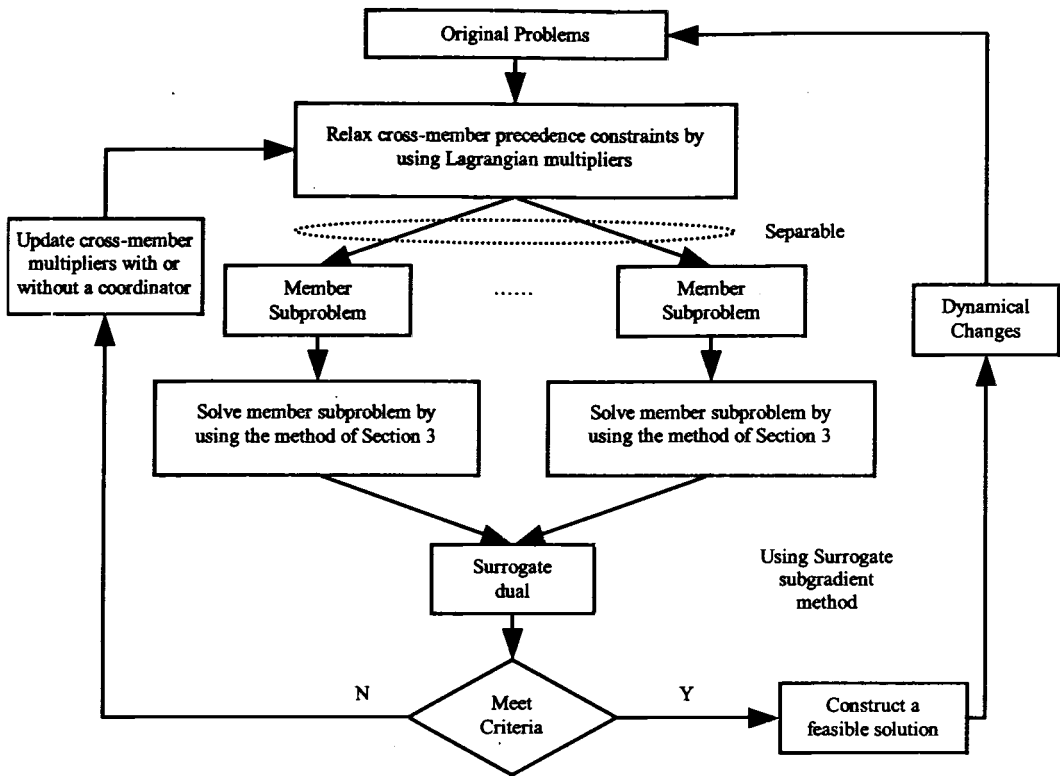 Original Problems
Relax cross-member precedence constraints by
using Lagrangian multipliers
Update cross-member
multipliers with or
without a coordinator
Separable
Member
Subproblem
......
Member
Subproblem
Dynamical
Changes
Solve member subproblem by
using the method of Section 3
Solve member subproblem by
using the method of Section 3
Surrogate
dual
Using Surrogate
subgradient
method
N
Meet
Criteria
Y
Construct a
feasible solution